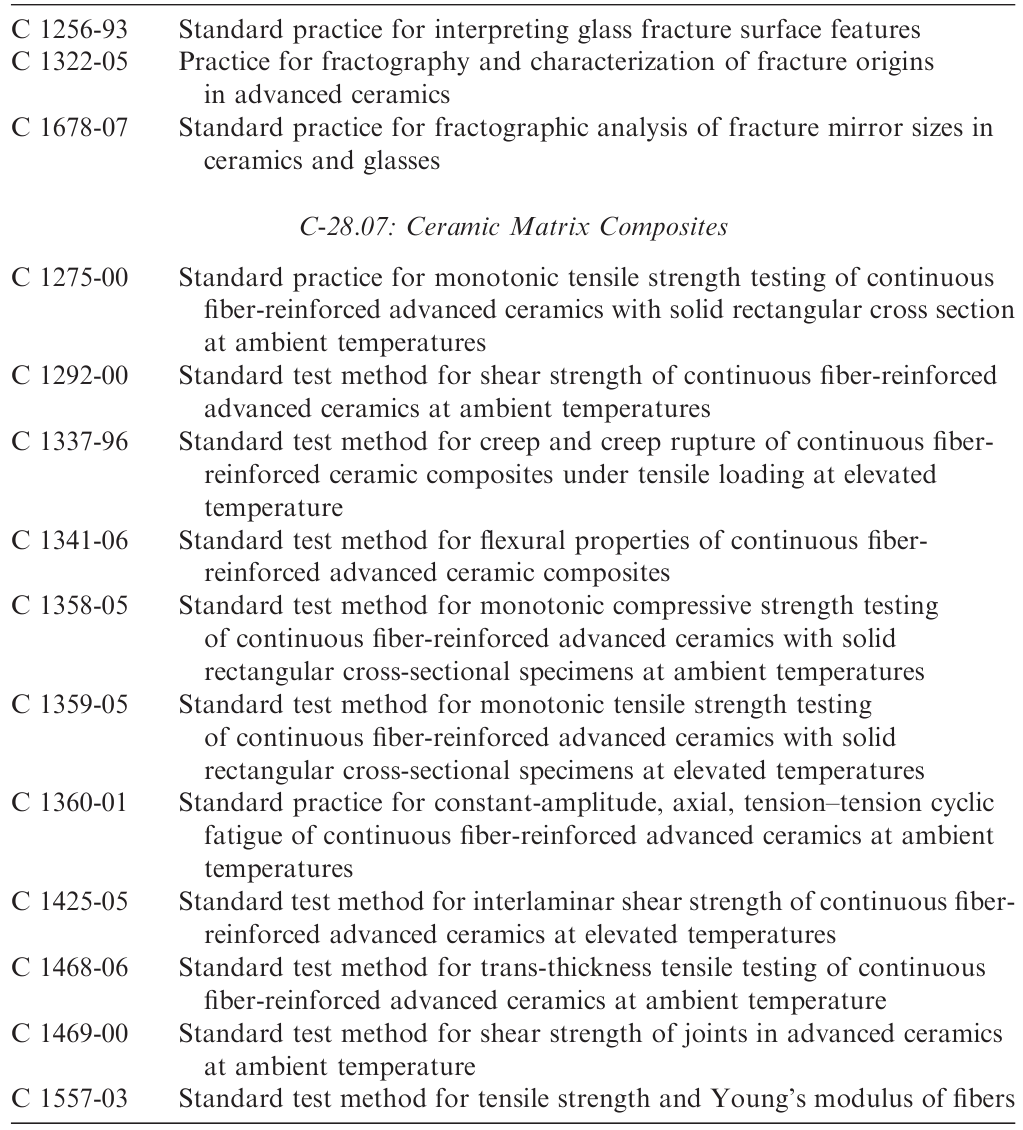 C 1256-93 Standard practice for interpreting glass fracture surface features
C 1322-05 Practice for fractography and characterization of fracture origins
in advanced ceramics
C 1678-07 Standard practice for fractographic analysis of fracture mirror sizes in
ceramics and glasses
C-28.07: Ceramic Matrix Composites
C 1275-00 Standard practice for monotonic tensile strength testing of continuous
fiber-reinforced advanced ceramics with solid rectangular cross section
at ambient temperatures
C 1292-00 Standard test method for shear strength of continuous fiber-reinforced
advanced ceramics at ambient temperatures
C 1337-96 Standard test method for creep and creep rupture of continuous fiber-
reinforced ceramic composites under tensile loading at elevated
temperature
C 1341-06 Standard test method for flexural properties of continuous fiber-
reinforced advanced ceramic composites
C 1358-05 Standard test method for monotonic compressive strength testing
of continuous fiber-reinforced advanced ceramics with solid
rectangular cross-sectional specimens at ambient temperatures
C 1359-05 Standard test method for monotonic tensile strength testing
of continuous fiber-reinforced advanced ceramics with solid
rectangular cross-sectional specimens at elevated temperatures
C 1360-01 Standard practice for constant-amplitude, axial, tension–tension cyclic
fatigue of continuous fiber-reinforced advanced ceramics at ambient
temperatures
C 1425-05 Standard test method for interlaminar shear strength of continuous fiber-
reinforced advanced ceramics at elevated temperatures
C 1468-06 Standard test method for trans-thickness tensile testing of continuous
fiber-reinforced advanced ceramics at ambient temperature
C 1469-00 Standard test method for shear strength of joints in advanced ceramics
at ambient temperature
C 1557-03 Standard test method for tensile strength and Young's modulus of fibers